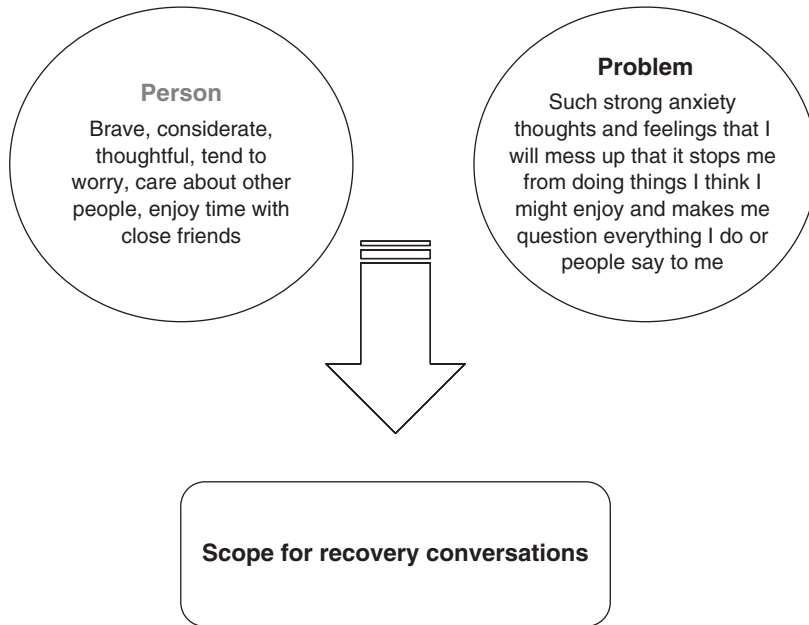 Person
Brave, considerate,
thoughtful, tend to
worry, care about other
people, enjoy time with
close friends
Problem
Such strong anxiety
thoughts and feelings that I
will mess up that it stops me
from doing things I think I
might enjoy and makes me
question everything I do or
people say to me
Scope for recovery conversations